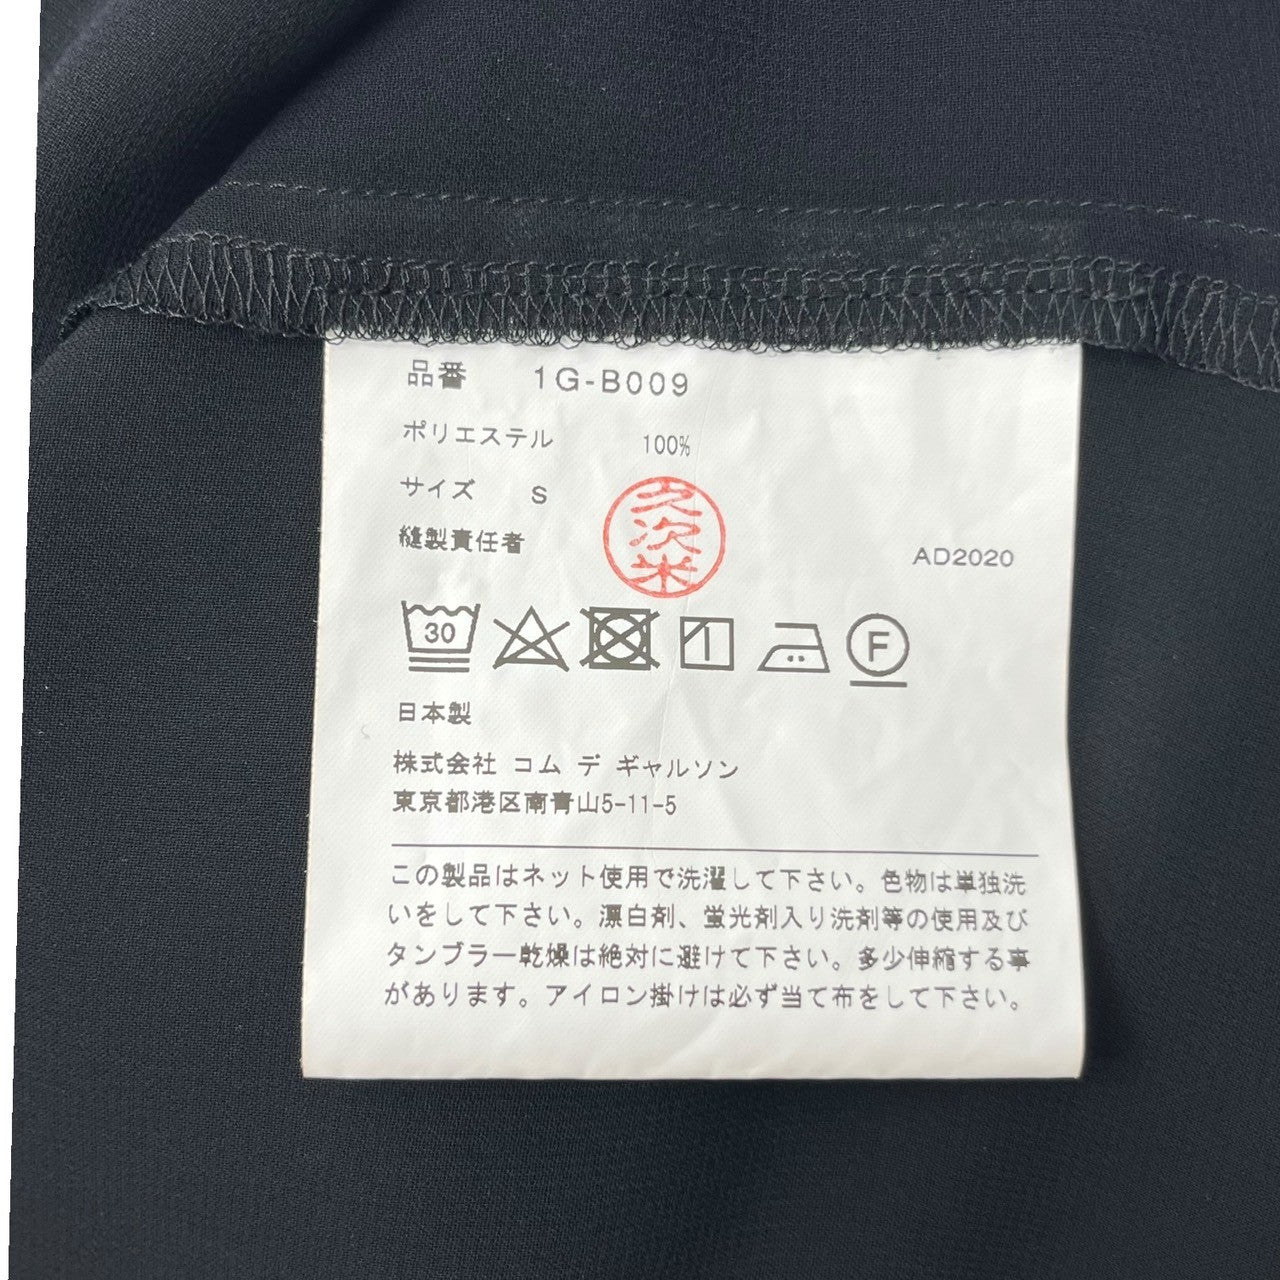 品番 1G-B009
ポリエステル 100%
サイズ S
縫製責任者
久次米
AD2020
30
F
日本製
株式会社 コム デ ギャルソン
東京都港区南青山5-11-5
この製品はネット使用で洗濯して下さい。色物は単独洗
いをして下さい。漂白剤、蛍光剤入り洗剤等の使用及び
タンブラー乾燥は絶対に避けて下さい。多少伸縮する事
があります。アイロン掛けは必ず当て布をして下さい。